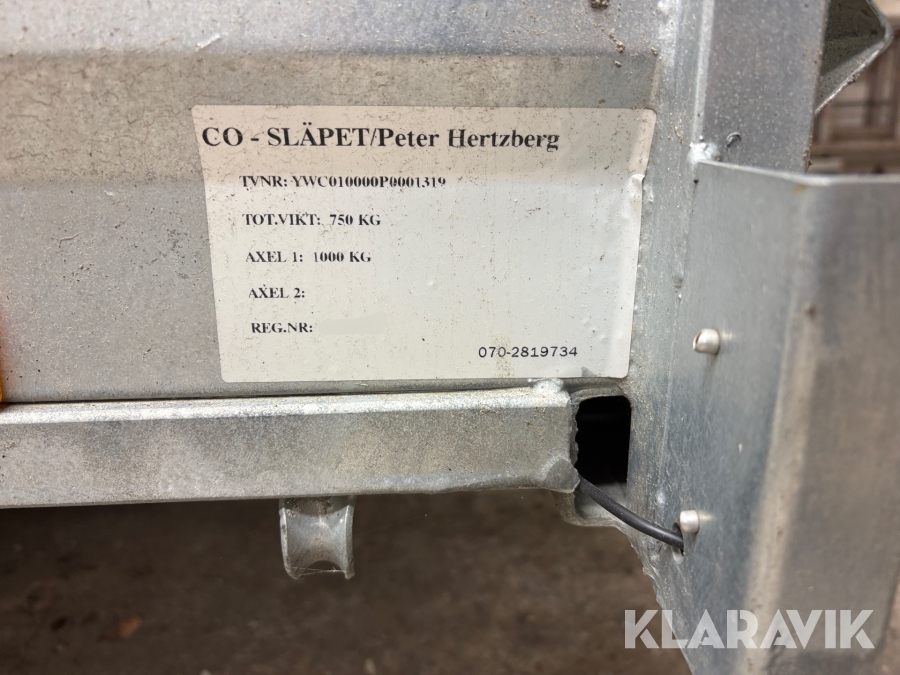 CO - SLÄPET/Peter Hertzberg
TVNR: YWC010000P0001319
TOT.VIKT: 750 KG
AXEL 1: 1000 KG
AXEL 2:
REG.NR:
070-2819734
KLARAVIK